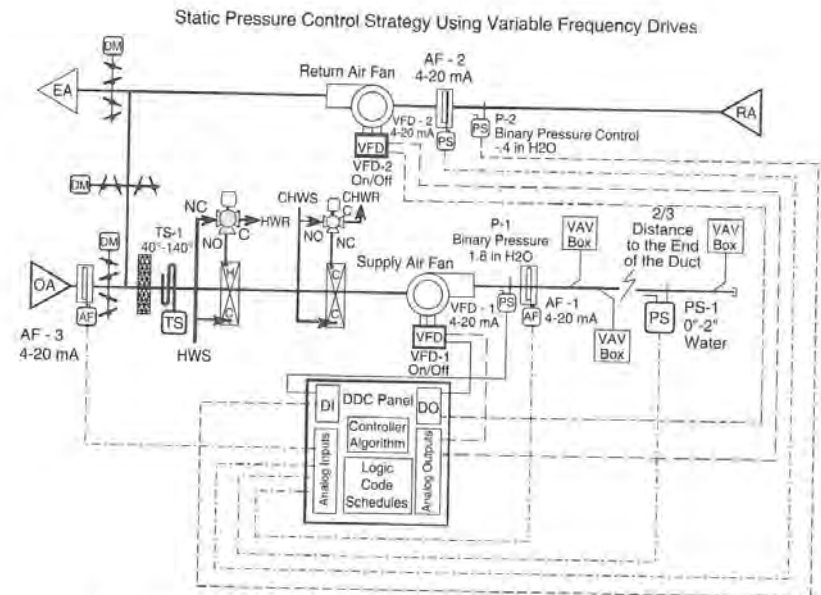 Static Pressure Control Strategy Using Variable Frequency Drives
DM
EA
Return Air Fan
AF - 2
4-20 mA
VFD - 2
4-20 mA
VFD
VFD-2
On/Off
PS
PS
P-2
Binary Pressure Control
-.4 in H2O
RA
DM
DM
TS-1
40°-140°
NC
NO
C
HWR
CHWS
CHWR
C
NO
NC
OA
AF
AF - 3
4-20 mA
TS
HWS
H
C
C
C
Supply Air Fan
VFD - 1
4-20 mA
VFD
VFD-1
On/Off
P-1
Binary Pressure
1.8 in H2O
PS
AF
AF -1
4-20 mA
VAV
Box
VAV
Box
2/3
Distance
to the End
of the Duct
VAV
Box
PS
PS-1
0"-2"
Water
DDC Panel
DI
DO
Controller
Algorithm
Logic
Code
Schedules
Analog Inputs
Analog Outputs